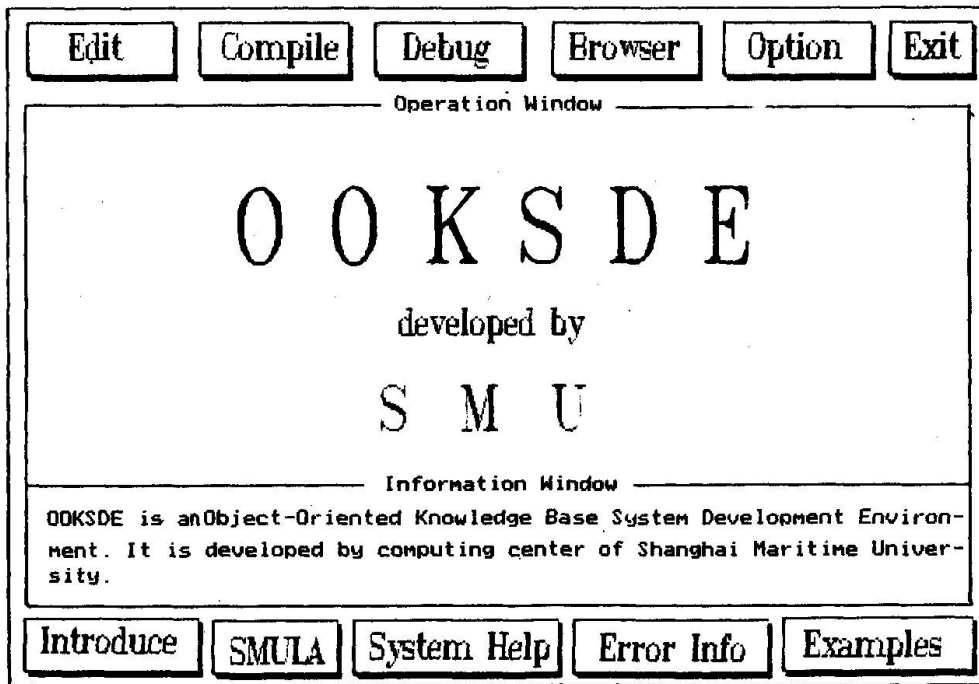 Edit Compile Debug Browser Option Exit
Operation Window
O O K S D E
developed by
S M U
Information Window
OOKSDE is anObject-Oriented Knowledge Base System Development Environ-
ment. It is developed by computing center of Shanghai Maritime Univer-
sity.
Introduce SMULA System Help Error Info Examples